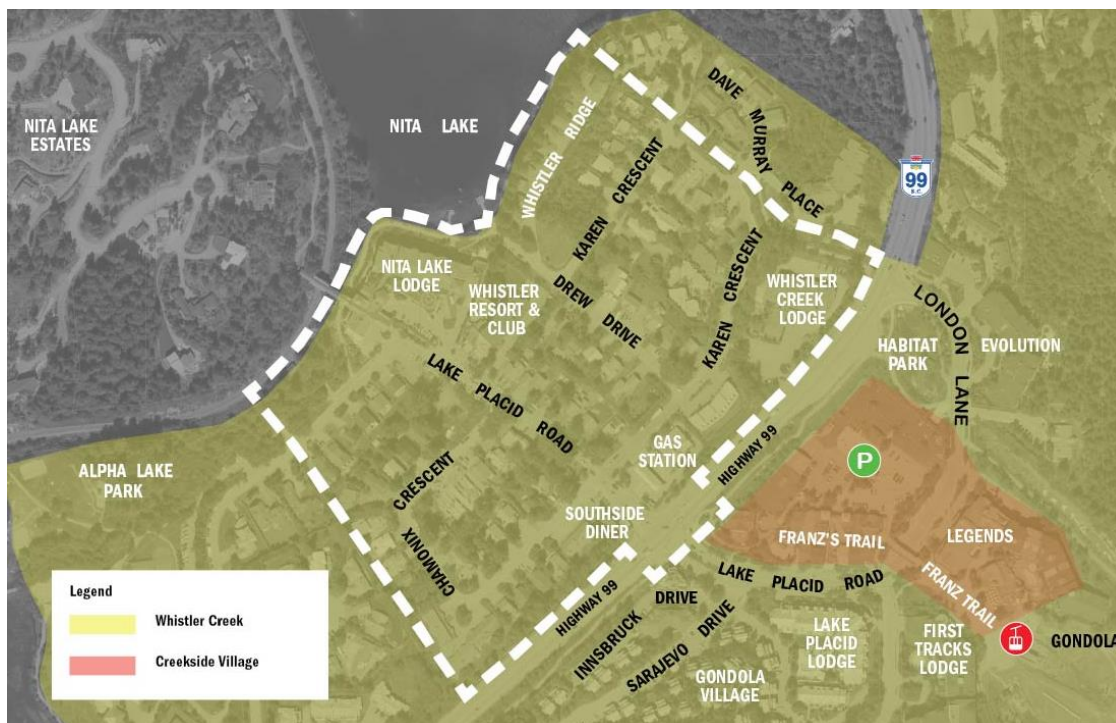 NITA LAKE
ESTATES
NITA LAKE
WHISTLER RIDGE
DAVE MURRAY PLACE
KAREN CRESCENT
99
B.C.
NITA LAKE
LODGE
WHISTLER
RESORT &
CLUB
DREW DRIVE
KAREN CRESCENT
WHISTLER
CREEK
LODGE
LONDON LANE
HABITAT
PARK
EVOLUTION
LAKE PLACID ROAD
ALPHA LAKE
PARK
CHAMONIX CRESCENT
GAS
STATION
HIGHWAY 99
P
SOUTHSIDE
DINER
FRANZ'S TRAIL
LEGENDS
FRANZ TRAIL
HIGHWAY 99
INNSBRUCK DRIVE
LAKE PLACID ROAD
SARAJEVO DRIVE
GONDOLA
VILLAGE
LAKE
PLACID
LODGE
FIRST
TRACKS
LODGE
GONDOLA
Legend
Whistler Creek
Creekside Village